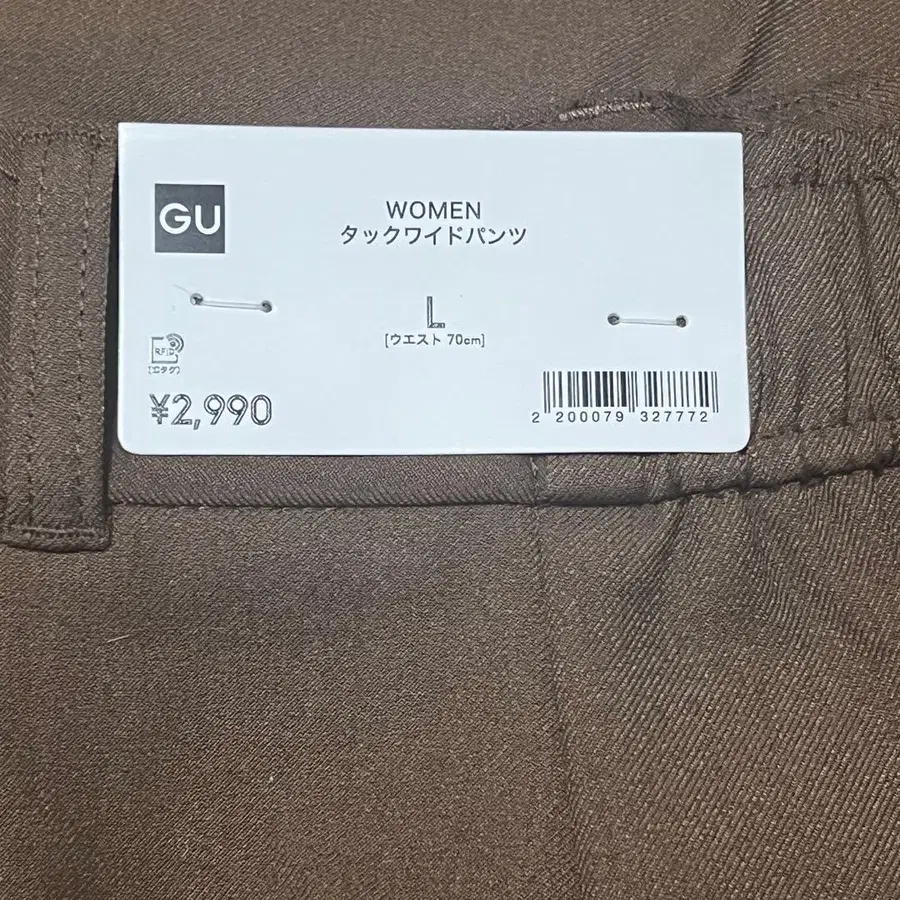 GU
WOMEN
タックワイドパンツ
L
[ウエスト 70cm]
RFID
[ICタグ]
¥2,990
2 200079 327772